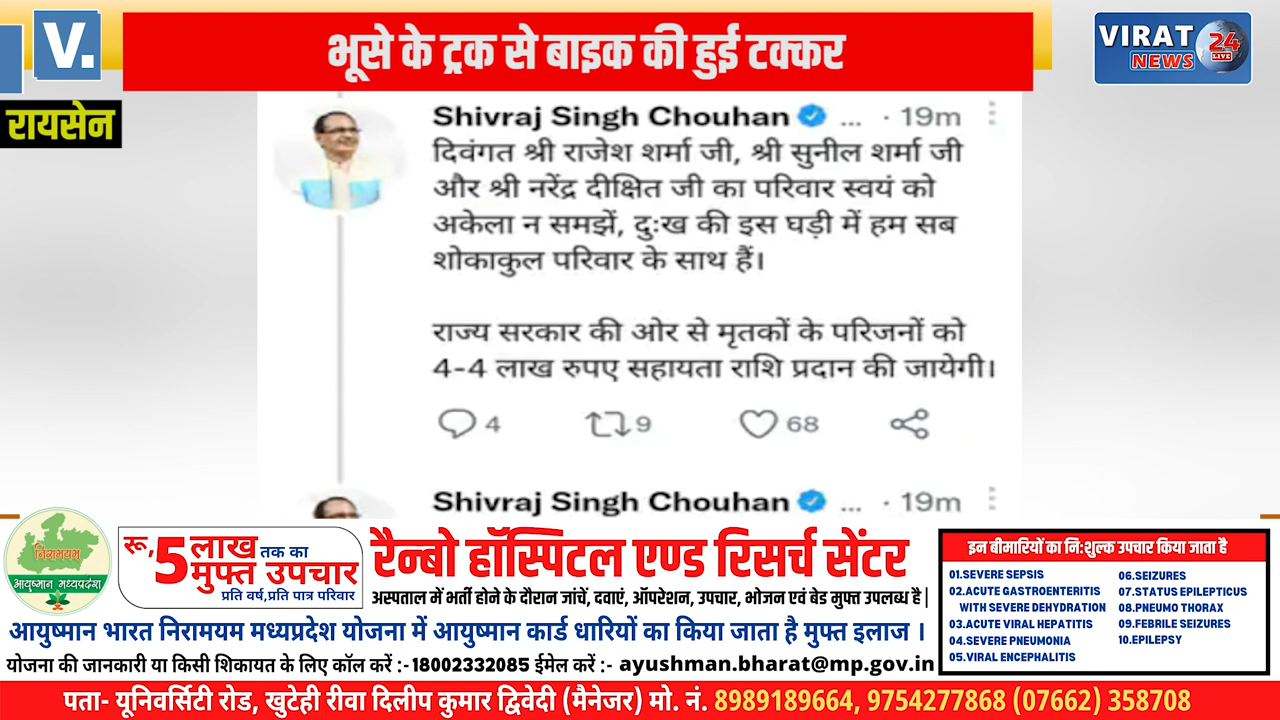 V.
भूसे के ट्रक से बाइक की हुई टक्कर
VIRAT
NEWS
24
LIVE
रायसेन
Shivraj Singh Chouhan ... · 19m
दिवंगत श्री राजेश शर्मा जी, श्री सुनील शर्मा जी
और श्री नरेंद्र दीक्षित जी का परिवार स्वयं को
अकेला न समझें, दुःख की इस घड़ी में हम सब
शोकाकुल परिवार के साथ हैं।
राज्य सरकार की ओर से मृतकों के परिजनों को
4-4 लाख रुपए सहायता राशि प्रदान की जायेगी।
4 9 68
Shivraj Singh Chouhan ... · 19m
निरामयम्
आयुष्मान मध्यप्रदेश
रू,5 लाख तक का
मुफ्त उपचार
प्रति वर्ष,प्रति पात्र परिवार
रैन्बो हॉस्पिटल एण्ड रिसर्च सेंटर
अस्पताल में भर्ती होने के दौरान जांचें, दवाएं, ऑपरेशन, उपचार, भोजन एवं बेड मुफ्त उपलब्ध है|
आयुष्मान भारत निरामयम मध्यप्रदेश योजना में आयुष्मान कार्ड धारियों का किया जाता है मुफ्त इलाज ।
योजना की जानकारी या किसी शिकायत के लिए कॉल करें :- 18002332085 ईमेल करें :- ayushman.bharat@mp.gov.in
इन बीमारियों का नि:शुल्क उपचार किया जाता है
01.SEVERE SEPSIS
02.ACUTE GASTROENTERITIS
WITH SEVERE DEHYDRATION
03.ACUTE VIRAL HEPATITIS
04.SEVERE PNEUMONIA
05.VIRAL ENCEPHALITIS
06.SEIZURES
07.STATUS EPILEPTICUS
08.PNEUMO THORAX
09.FEBRILE SEIZURES
10.EPILEPSY
पता- यूनिवर्सिटी रोड, खुटेही रीवा दिलीप कुमार द्विवेदी (मैनेजर) मो. नं. 8989189664, 9754277868 (07662) 358708